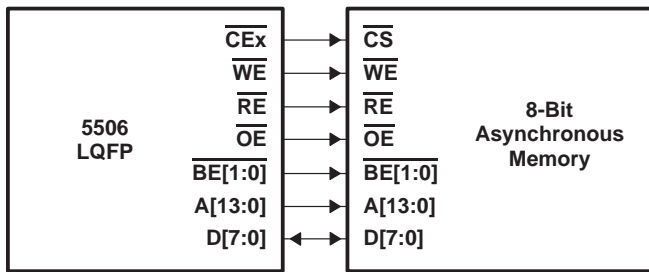 CEx CS
WE WE
RE RE
5506
LQFP
OE OE
8-Bit
Asynchronous
Memory
BE[1:0] BE[1:0]
A[13:0] A[13:0]
D[7:0] D[7:0]